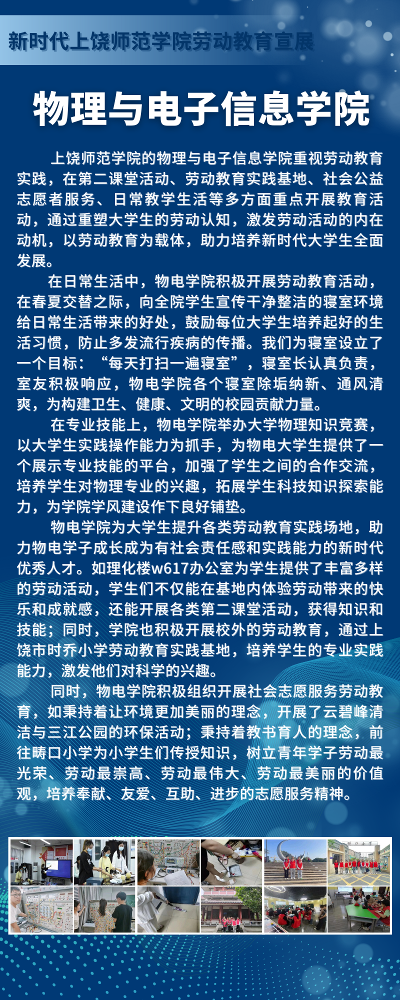 新时代上饶师范学院劳动教育宣展
物理与电子信息学院
上饶师范学院的物理与电子信息学院重视劳动教育
实践，在第二课堂活动、劳动教育实践基地、社会公益
志愿者服务、日常教学生活等多方面重点开展教育活
动，通过重塑大学生的劳动认知，激发劳动活动的内在
动机，以劳动教育为载体，助力培养新时代大学生全面
发展。
在日常生活中，物电学院积极开展劳动教育活动，
在春夏交替之际，向全院学生宣传干净整洁的寝室环境
给日常生活带来的好处，鼓励每位大学生培养起好的生
活习惯，防止多发流行疾病的传播。我们为寝室设立了
一个目标：“每天打扫一遍寝室”，寝室长认真负责，
室友积极响应，物电学院各个寝室除垢纳新、通风清
爽，为构建卫生、健康、文明的校园贡献力量。
在专业技能上，物电学院举办大学物理知识竞赛，
以大学生实践操作能力为抓手，为物电大学生提供了一
个展示专业技能的平台，加强了学生之间的合作交流，
培养学生对物理专业的兴趣，拓展学生科技知识探索能
力，为学院学风建设作下良好铺垫。
物电学院为大学生提升各类劳动教育实践场地，助
力物电学子成长成为有社会责任感和实践能力的新时代
优秀人才。如理化楼w617办公室为学生提供了丰富多样
的劳动活动，学生们不仅能在基地内体验劳动带来的快
乐和成就感，还能开展各类第二课堂活动，获得知识和
技能；同时，学院也积极开展校外的劳动教育，通过上
饶市时乔小学劳动教育实践基地，培养学生的专业实践
能力，激发他们对科学的兴趣。
同时，物电学院积极组织开展社会志愿服务劳动教
育，如秉持着让环境更加美丽的理念，开展了云碧峰清
洁与三江公园的环保活动；秉持着教书育人的理念，前
往畴口小学为小学生们传授知识，树立青年学子劳动最
光荣、劳动最崇高、劳动最伟大、劳动最美丽的价值
观，培养奉献、友爱、互助、进步的志愿服务精神。